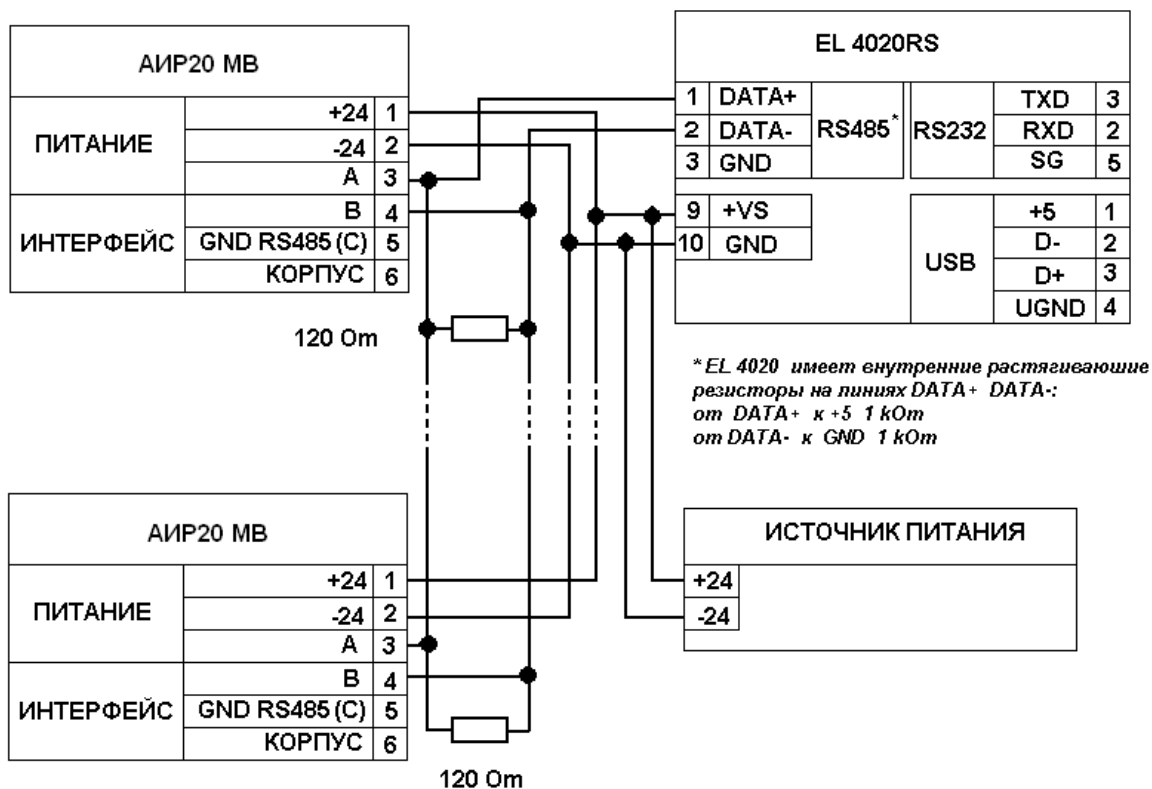 АИР20 МВ
ПИТАНИЕ
+24 1
-24 2
А 3
ИНТЕРФЕЙС
В 4
GND RS485 (С) 5
КОРПУС 6
120 Om
EL 4020RS
1 DATA+
2 DATA-
3 GND
RS485*
RS232
TXD 3
RXD 2
SG 5
9 +VS
10 GND
USB
+5 1
D- 2
D+ 3
UGND 4
* EL 4020 имеет внутренние растягиваюшие
резисторы на линиях DATA+ DATA-:
от DATA+ к +5 1 kOm
от DATA- к GND 1 kOm
АИР20 МВ
ПИТАНИЕ
+24 1
-24 2
А 3
ИНТЕРФЕЙС
В 4
GND RS485 (С) 5
КОРПУС 6
120 Om
ИСТОЧНИК ПИТАНИЯ
+24
-24